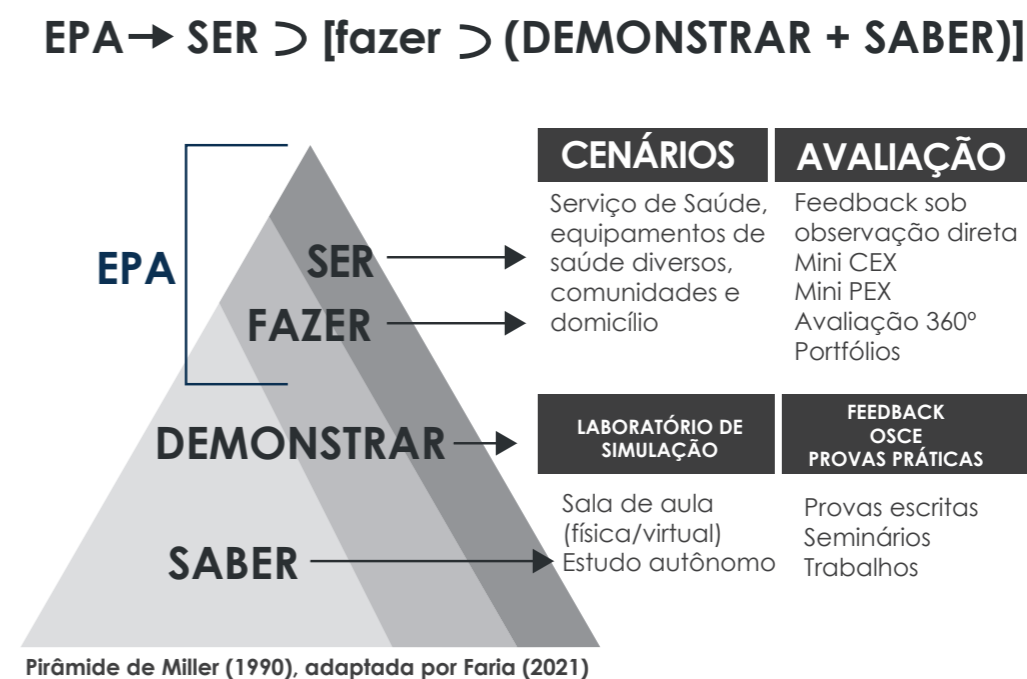 EPA→ SER ⊃ [fazer ⊃ (DEMONSTRAR + SABER)]
EPA
SER
FAZER
DEMONSTRAR
SABER
CENÁRIOS
Serviço de Saúde,
equipamentos de
saúde diversos,
comunidades e
domicílio
AVALIAÇÃO
Feedback sob
observação direta
Mini CEX
Mini PEX
Avaliação 360º
Portfólios
LABORATÓRIO DE
SIMULAÇÃO
FEEDBACK
OSCE
PROVAS PRÁTICAS
Sala de aula
(física/virtual)
Estudo autônomo
Provas escritas
Seminários
Trabalhos
Pirâmide de Miller (1990), adaptada por Faria (2021)